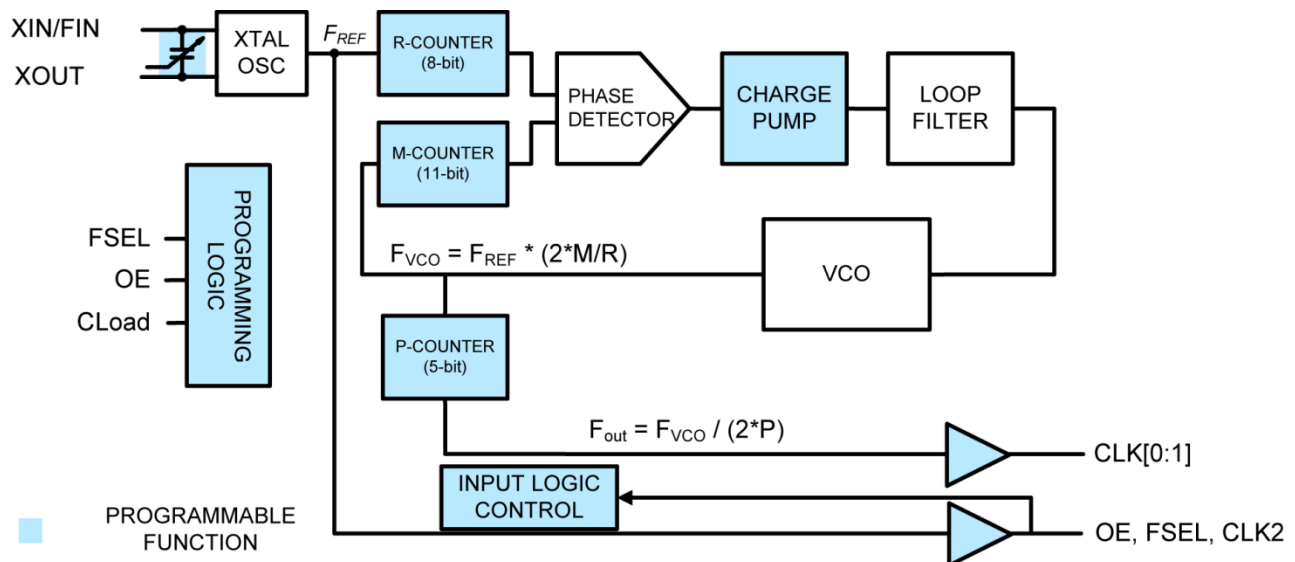 XIN/FIN
XOUT
XTAL
OSC
FREF
R-COUNTER
(8-bit)
M-COUNTER
(11-bit)
PHASE
DETECTOR
CHARGE
PUMP
LOOP
FILTER
PROGRAMMING
LOGIC
FSEL
OE
CLoad
FVCO = FREF * (2*M/R)
VCO
P-COUNTER
(5-bit)
Fout = FVCO / (2*P)
CLK[0:1]
INPUT LOGIC
CONTROL
OE, FSEL, CLK2
PROGRAMMABLE
FUNCTION